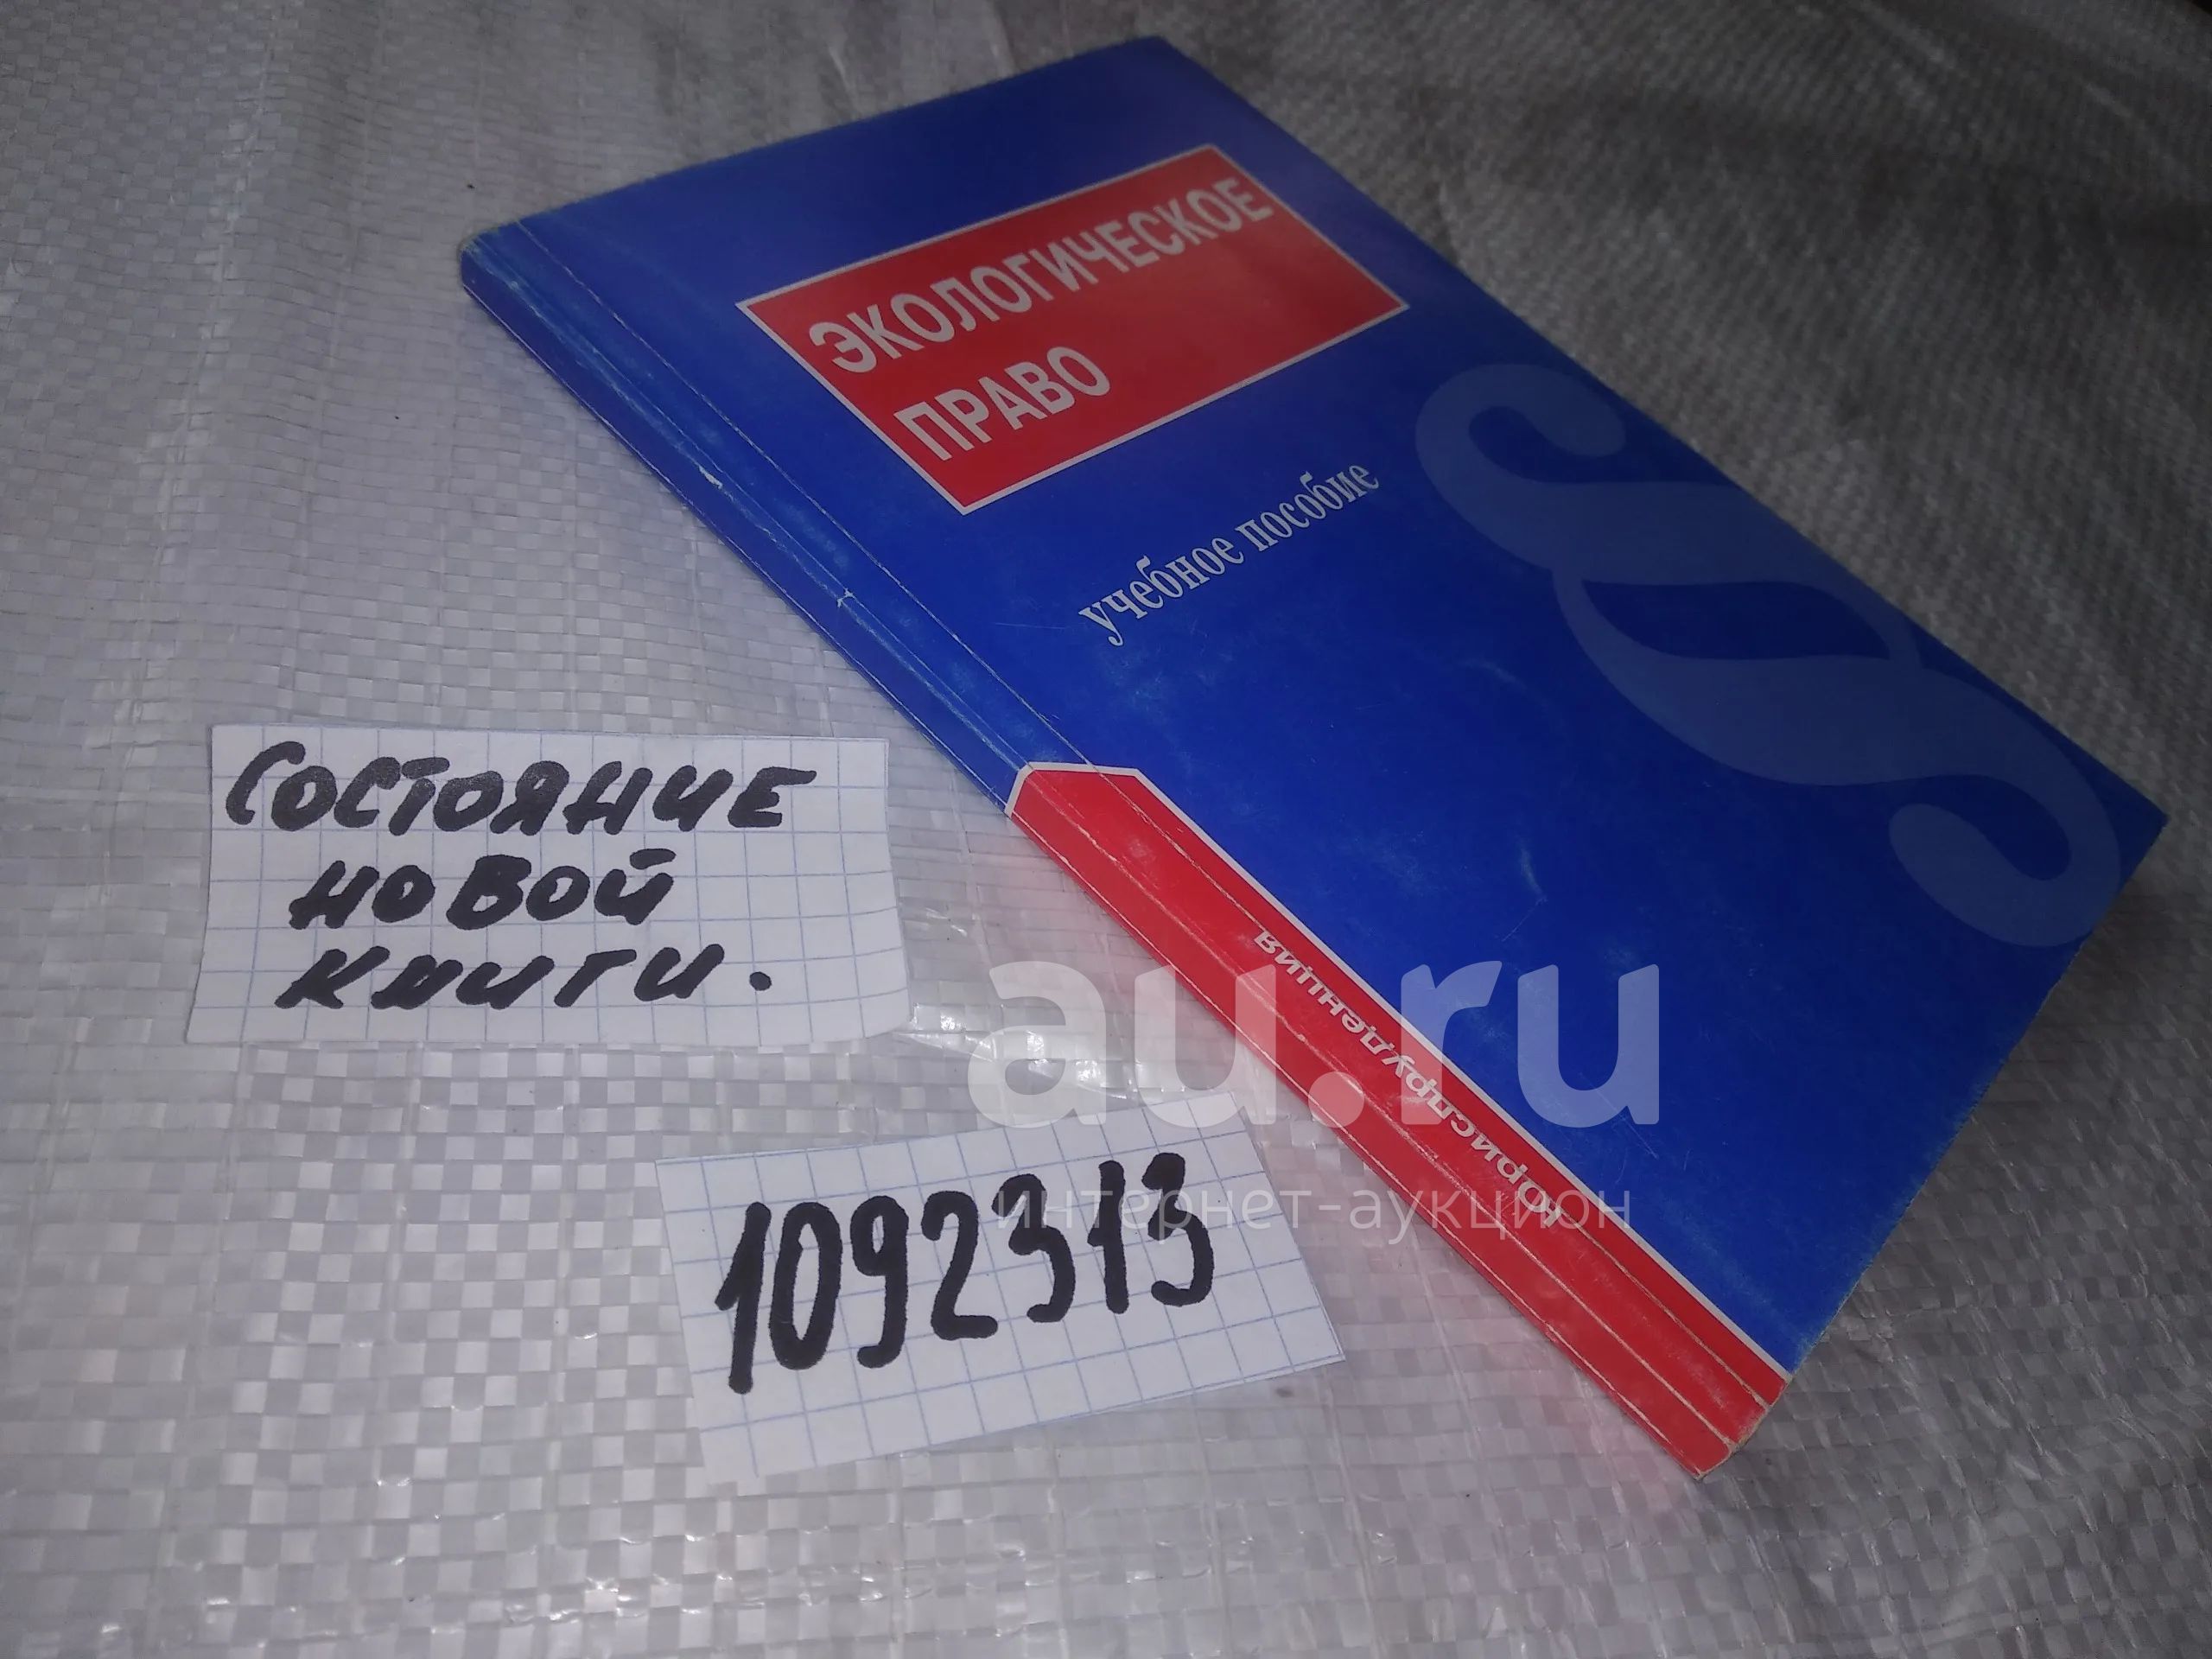 ЭКОЛОГИЧЕСКОЕ
ПРАВО
учебное пособие
Юриспруденция
СОСТОЯНИЕ
НОВОЙ
КНИГИ.
au.ru
интернет-аукцион
1092313